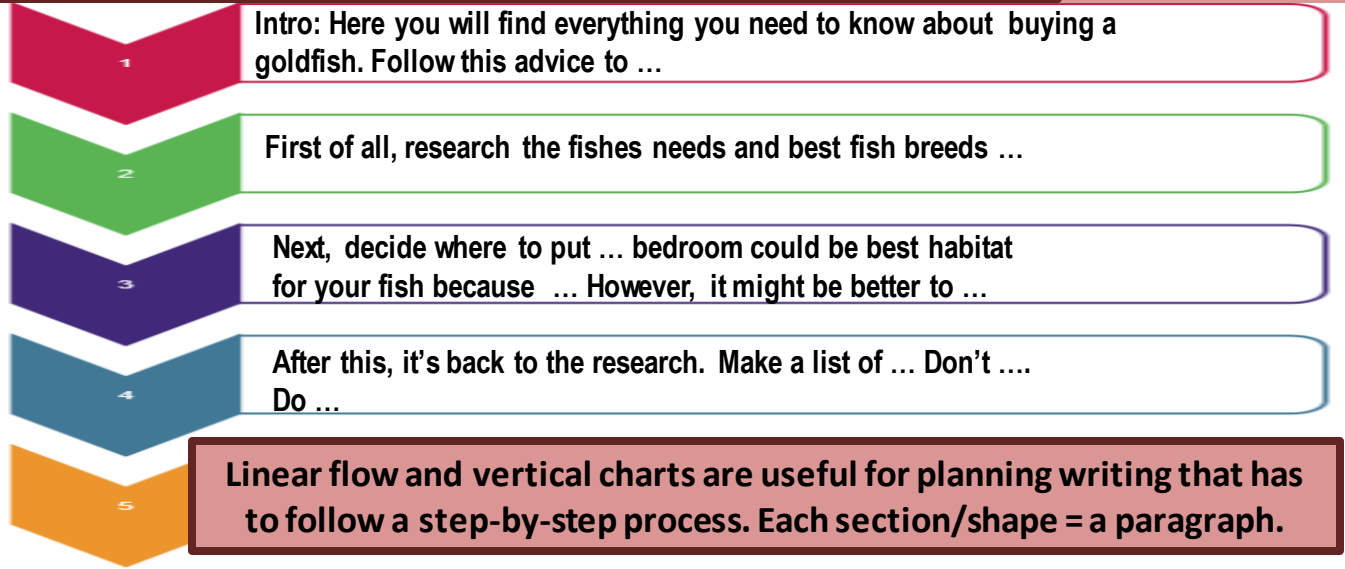 1
Intro: Here you will find everything you need to know about buying a
goldfish. Follow this advice to …
2
First of all, research the fishes needs and best fish breeds …
3
Next, decide where to put … bedroom could be best habitat
for your fish because … However, it might be better to …
4
After this, it’s back to the research. Make a list of … Don’t ….
Do …
5
Linear flow and vertical charts are useful for planning writing that has
to follow a step-by-step process. Each section/shape = a paragraph.